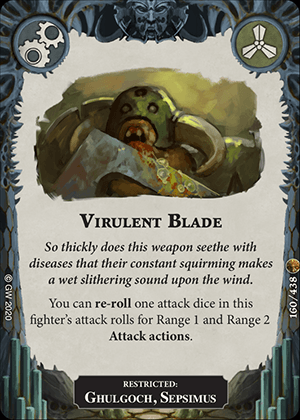 VIRULENT BLADE
So thickly does this weapon seethe with
diseases that their constant squirming makes
a wet slithering sound upon the wind.
You can re-roll one attack dice in this
fighter's attack rolls for Range 1 and Range 2
Attack actions.
© GW 2020
160/438
RESTRICTED:
GHULGOCH, SEPSIMUS